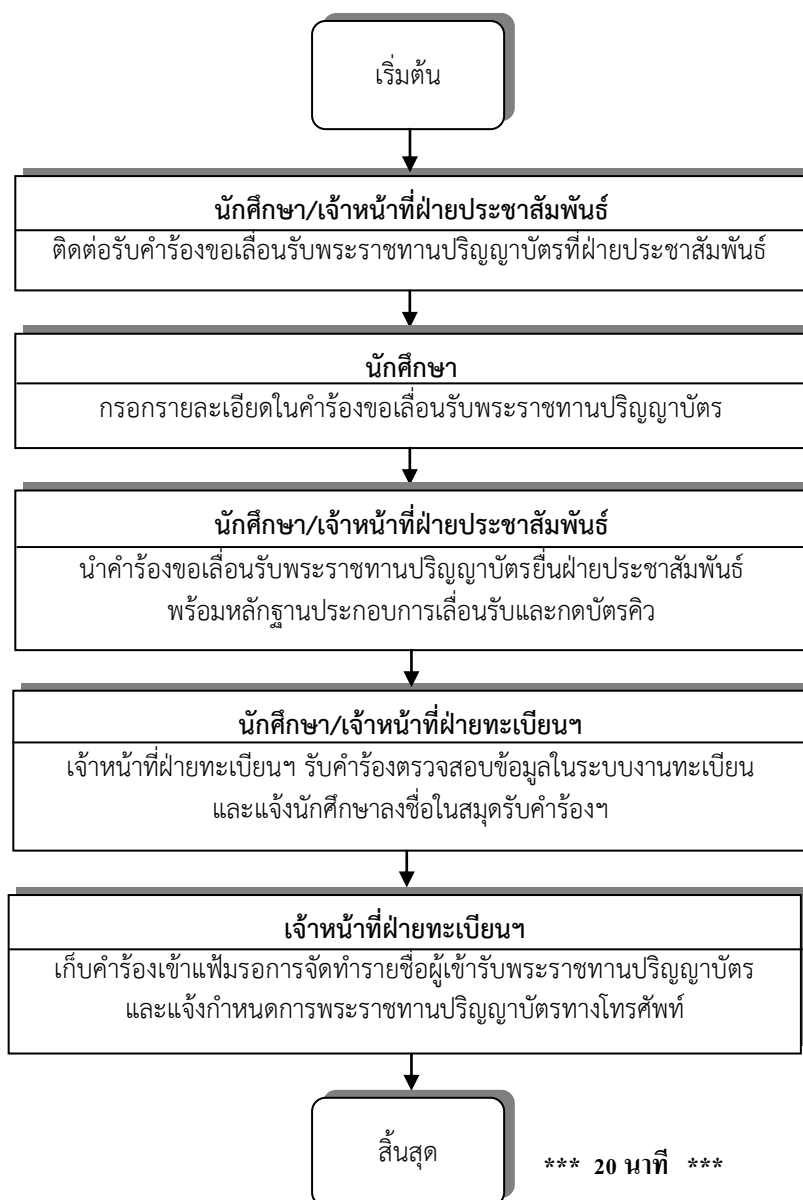 เริ่มต้น
นักศึกษา/เจ้าหน้าที่ฝ่ายประชาสัมพันธ์
ติดต่อรับคำร้องขอเลื่อนรับพระราชทานปริญญาบัตรที่ฝ่ายประชาสัมพันธ์
นักศึกษา
กรอกรายละเอียดในคำร้องขอเลื่อนรับพระราชทานปริญญาบัตร
นักศึกษา/เจ้าหน้าที่ฝ่ายประชาสัมพันธ์
นำคำร้องขอเลื่อนรับพระราชทานปริญญาบัตรยื่นฝ่ายประชาสัมพันธ์
พร้อมหลักฐานประกอบการเลื่อนรับและกดบัตรคิว
นักศึกษา/เจ้าหน้าที่ฝ่ายทะเบียนฯ
เจ้าหน้าที่ฝ่ายทะเบียนฯ รับคำร้องตรวจสอบข้อมูลในระบบงานทะเบียน
และแจ้งนักศึกษาลงชื่อในสมุดรับคำร้องฯ
เจ้าหน้าที่ฝ่ายทะเบียนฯ
เก็บคำร้องเข้าแฟ้มรอการจัดทำรายชื่อผู้เข้ารับพระราชทานปริญญาบัตร
และแจ้งกำหนดการพระราชทานปริญญาบัตรทางโทรศัพท์
สิ้นสุด
*** 20 นาที ***